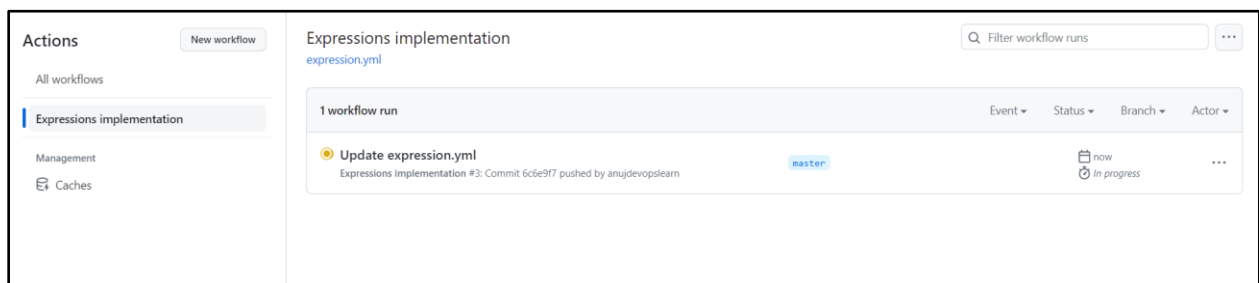 Actions
New workflow
All workflows
Expressions implementation
Management
Caches
Expressions implementation
expression.yml
Filter workflow runs
1 workflow run
Event
Status
Branch
Actor
Update expression.yml
Expressions implementation #3: Commit 6c6e9f7 pushed by anujdevopslearn
master
now
In progress